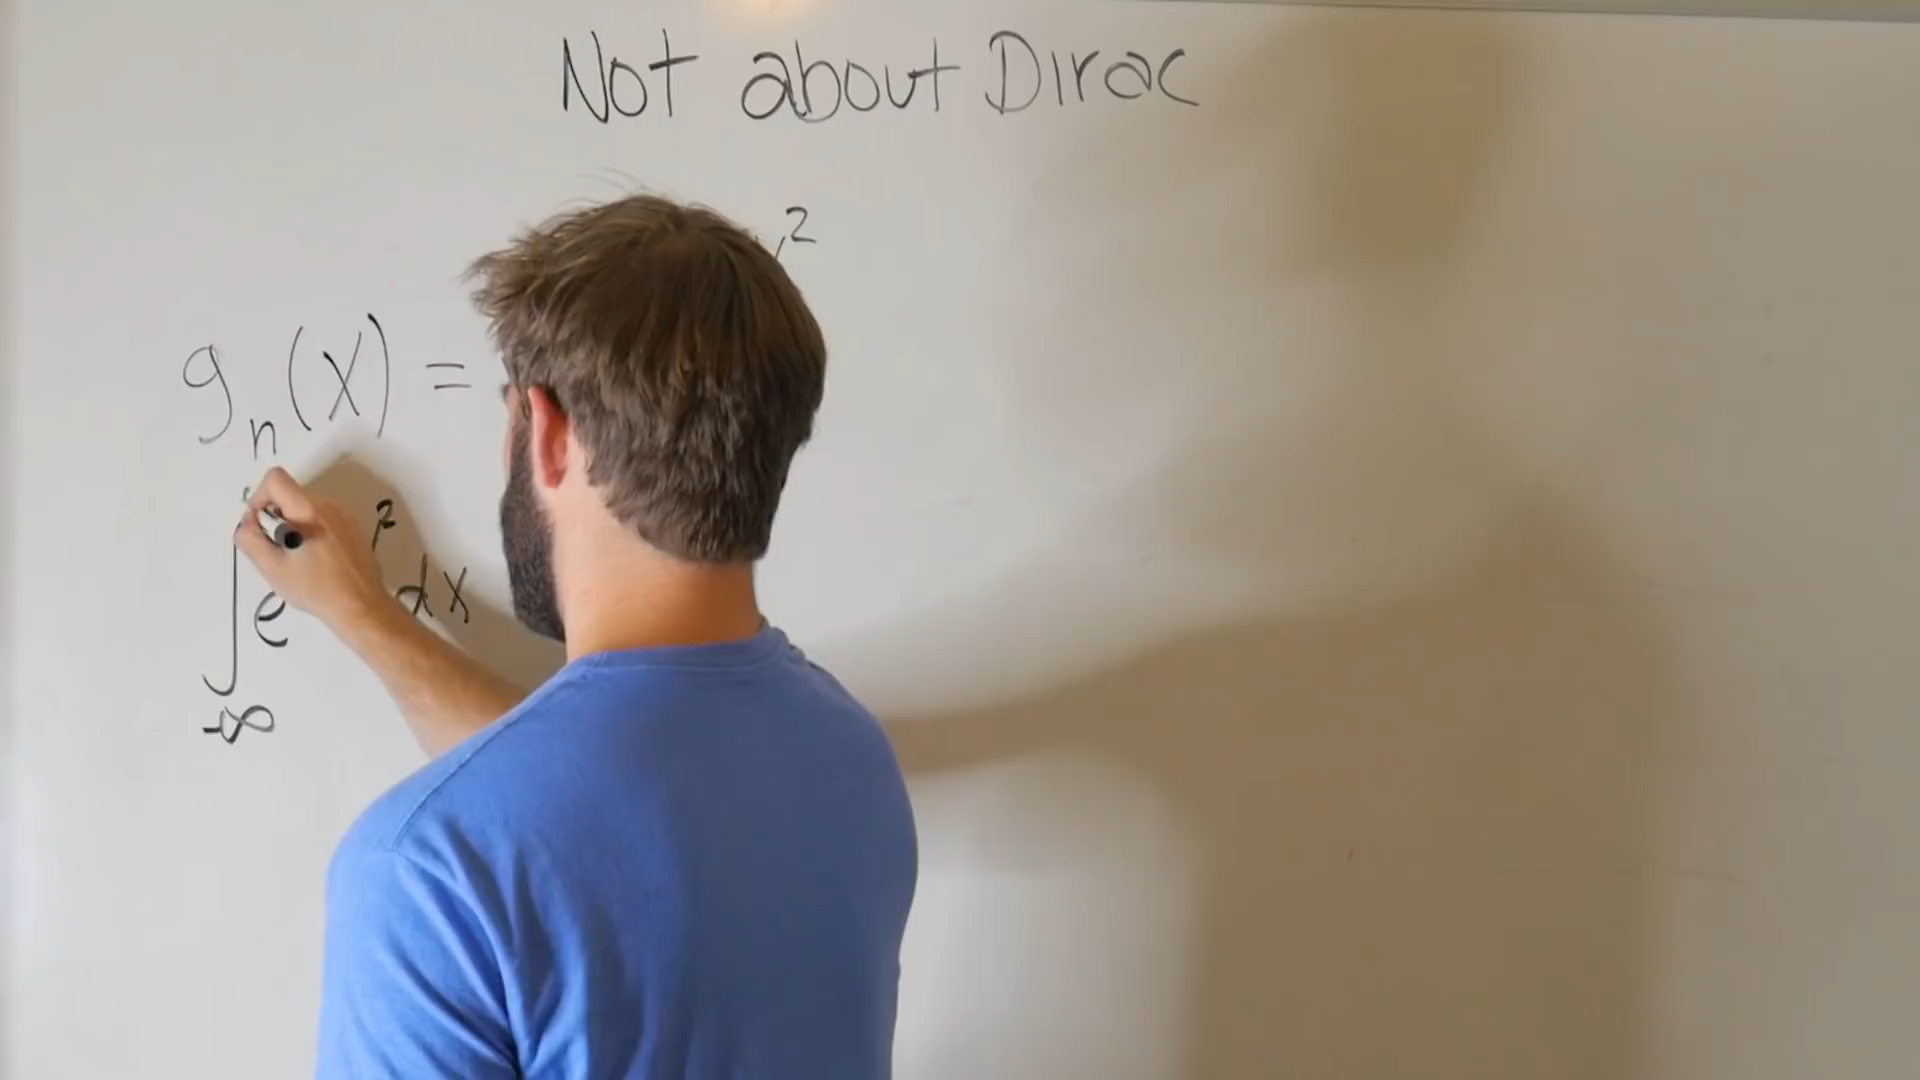 Not about Dirac
2
gₙ(x) =
2
∫ e dx
-∞